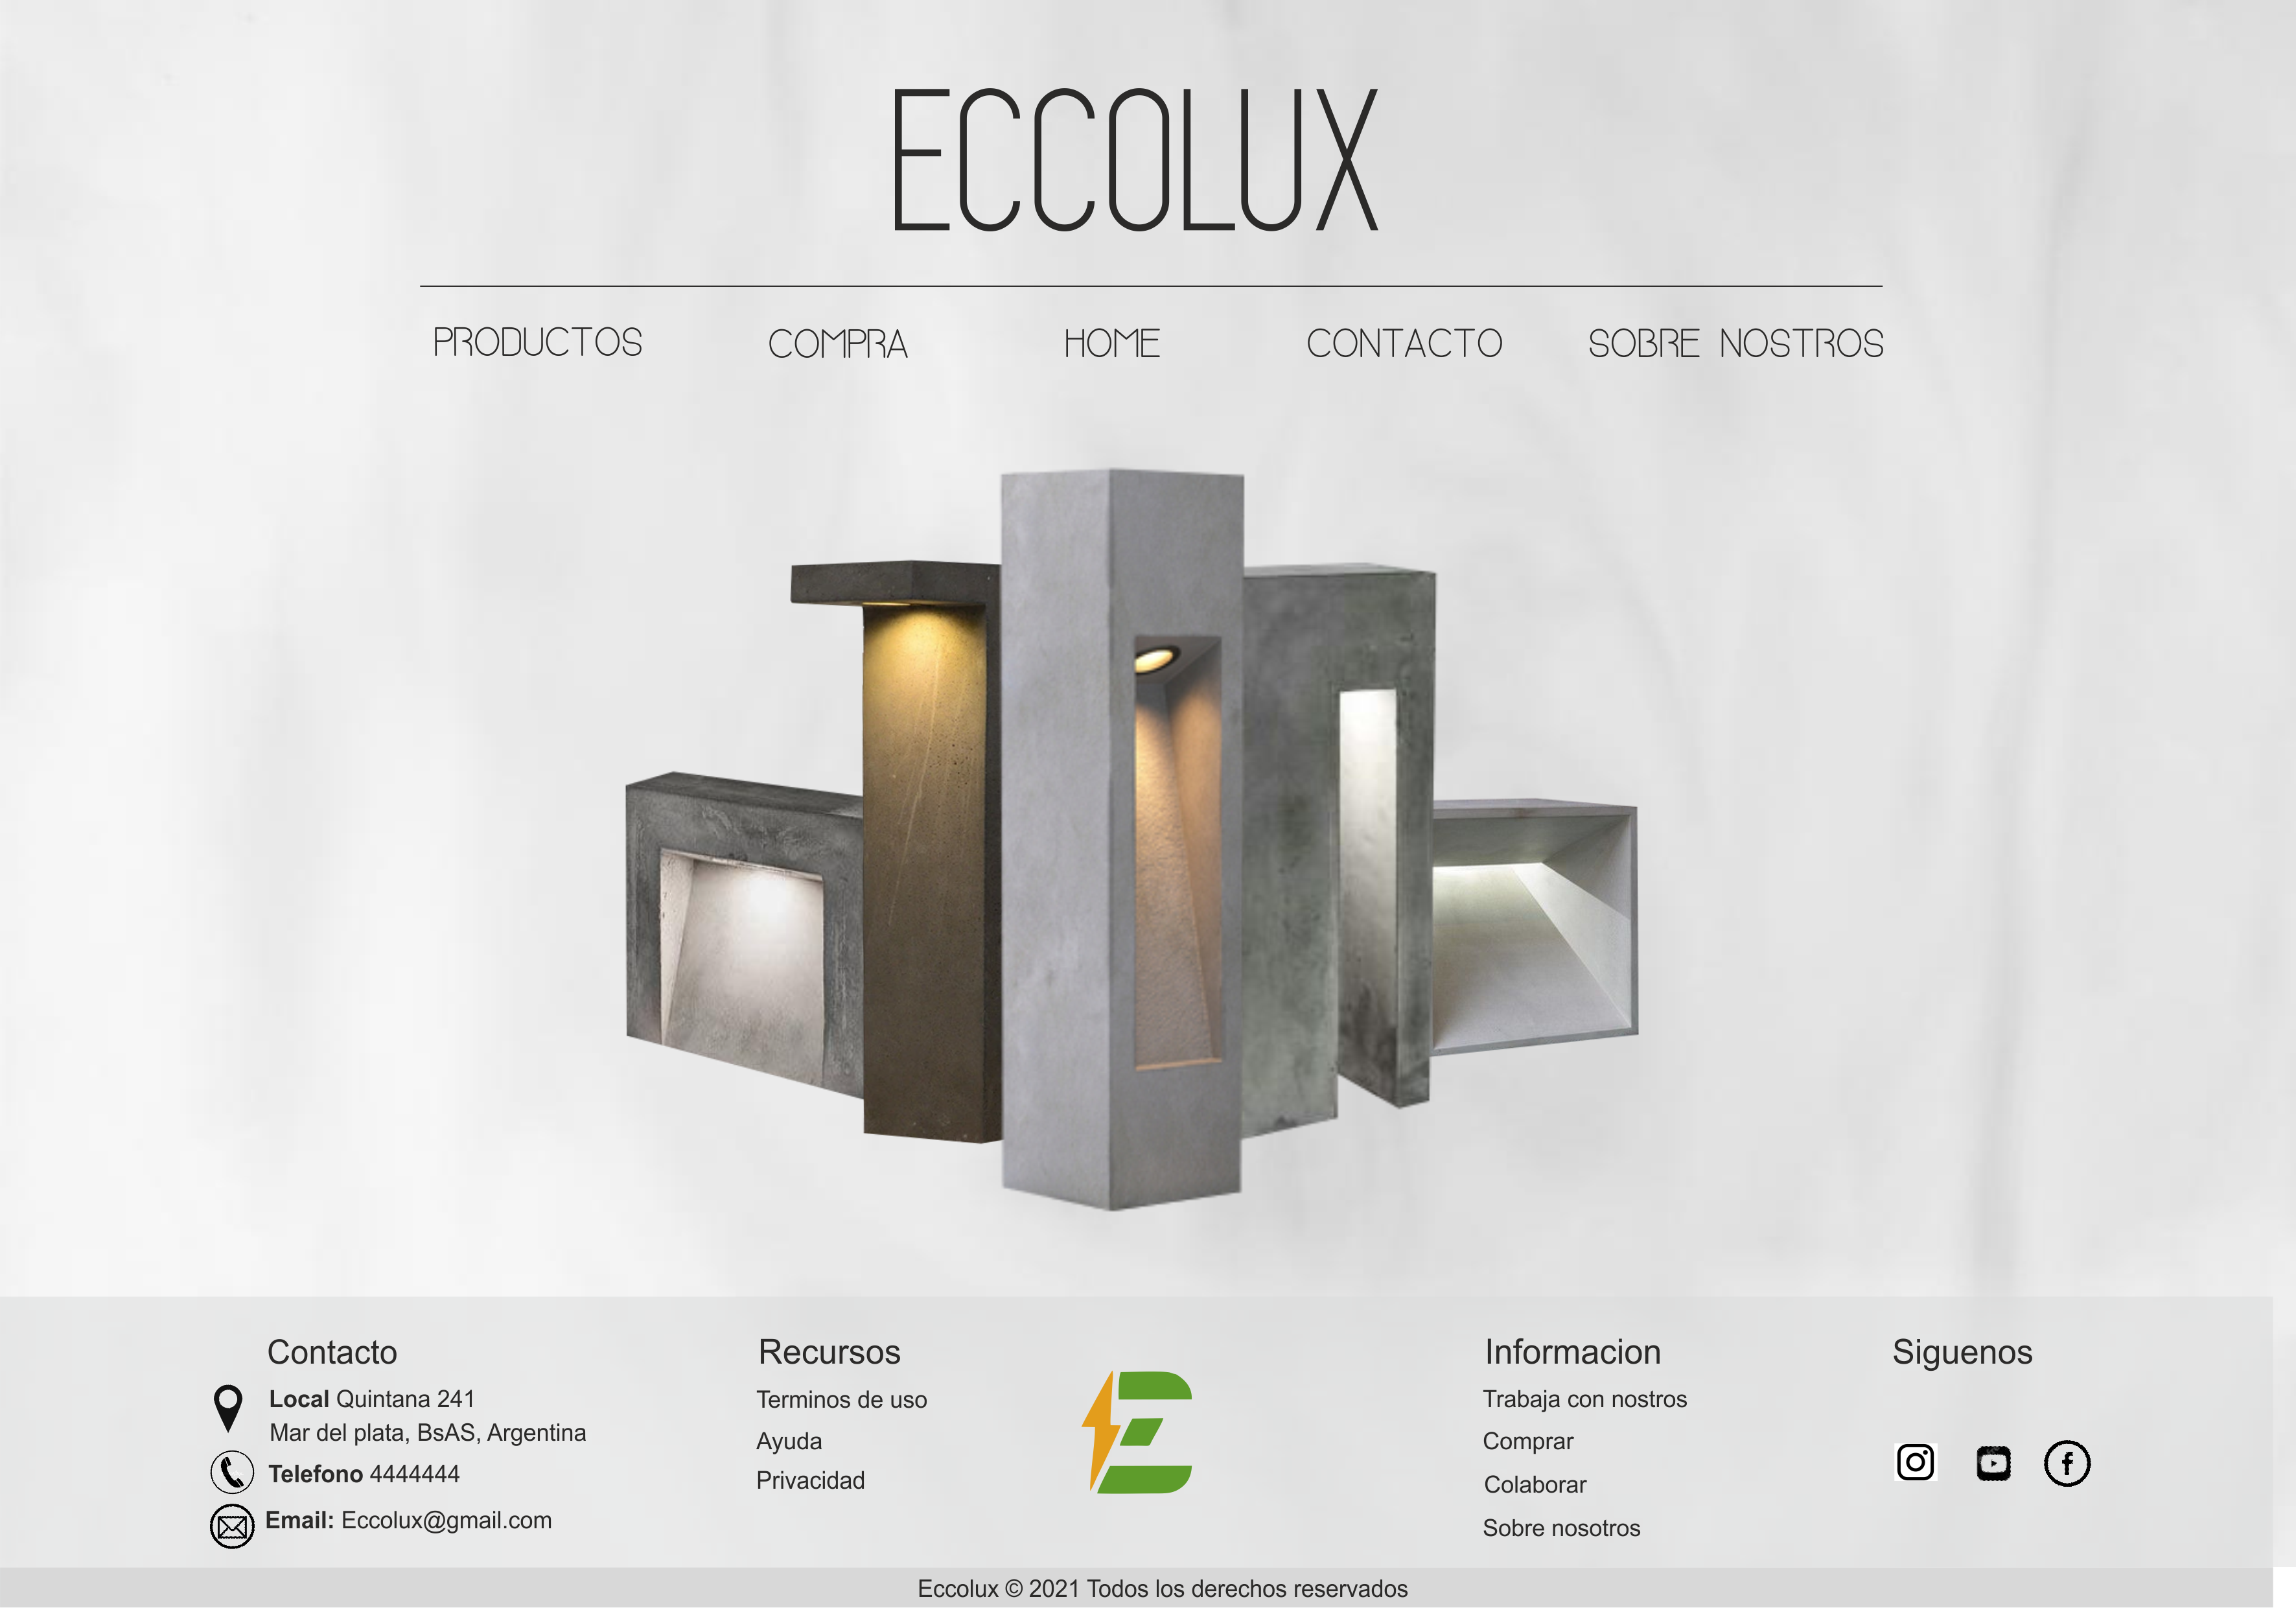 ECCOLUX
PRODUCTOS COMPRA HOME CONTACTO SOBRE NOSTROS
Contacto
Local Quintana 241
Mar del plata, BsAS, Argentina
Telefono 4444444
Email: Eccolux@gmail.com
Recursos
Terminos de uso
Ayuda
Privacidad
Informacion
Trabaja con nostros
Comprar
Colaborar
Sobre nosotros
Siguenos
Eccolux © 2021 Todos los derechos reservados